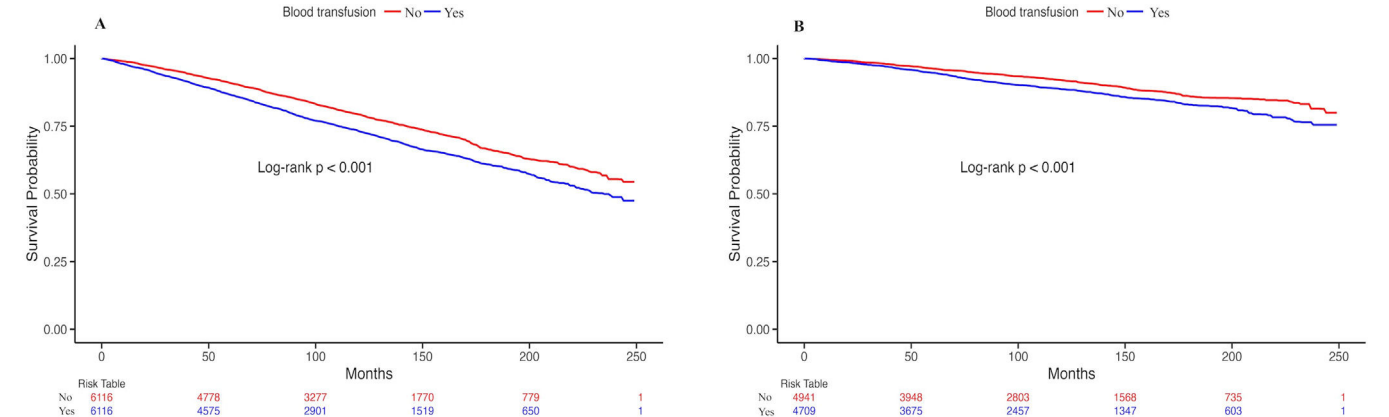 A
Blood transfusion No Yes
1.00
0.75
0.50
0.25
0.00
Survival Probability
Log-rank p < 0.001
0 50 100 150 200 250
Months
Risk Table
No 6116 4778 3277 1770 779 1
Yes 6116 4575 2901 1519 650 1
B
Blood transfusion No Yes
1.00
0.75
0.50
0.25
0.00
Survival Probability
Log-rank p < 0.001
0 50 100 150 200 250
Months
Risk Table
No 4941 3948 2803 1568 735 1
Yes 4709 3675 2457 1347 603 1